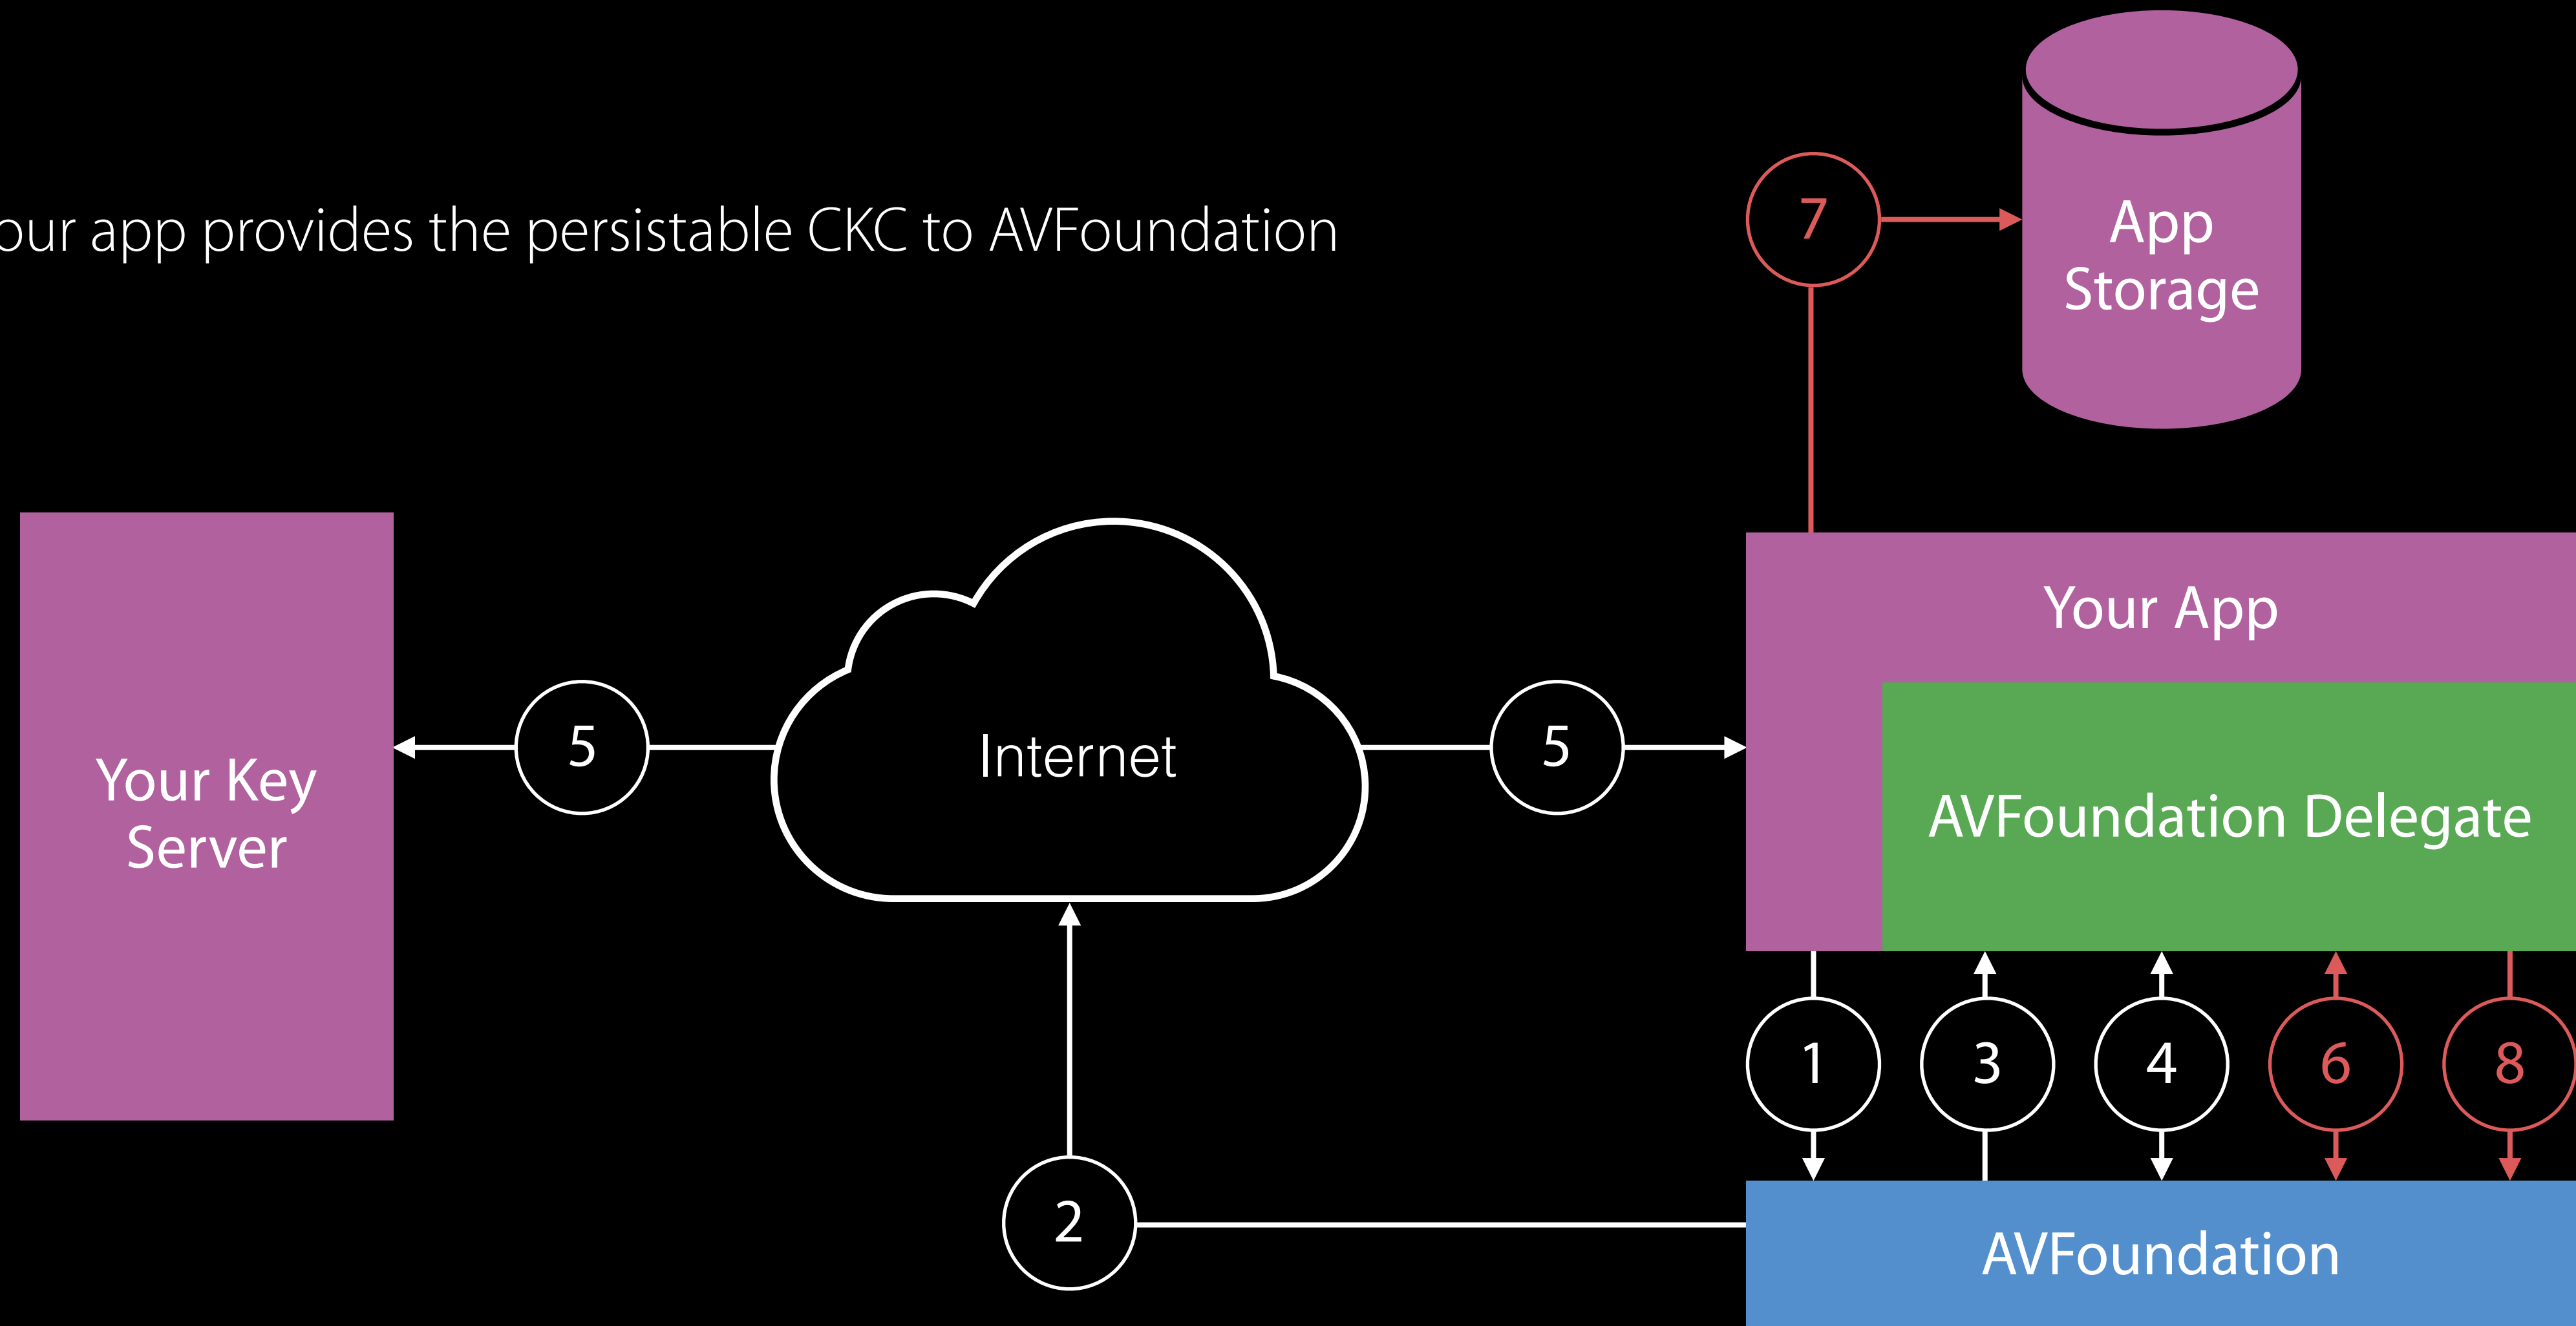 our app provides the persistable CKC to AVFoundation
7
App
Storage
Your App
Your Key
Server
5
Internet
5
AVFoundation Delegate
1
3
4
6
8
2
AVFoundation